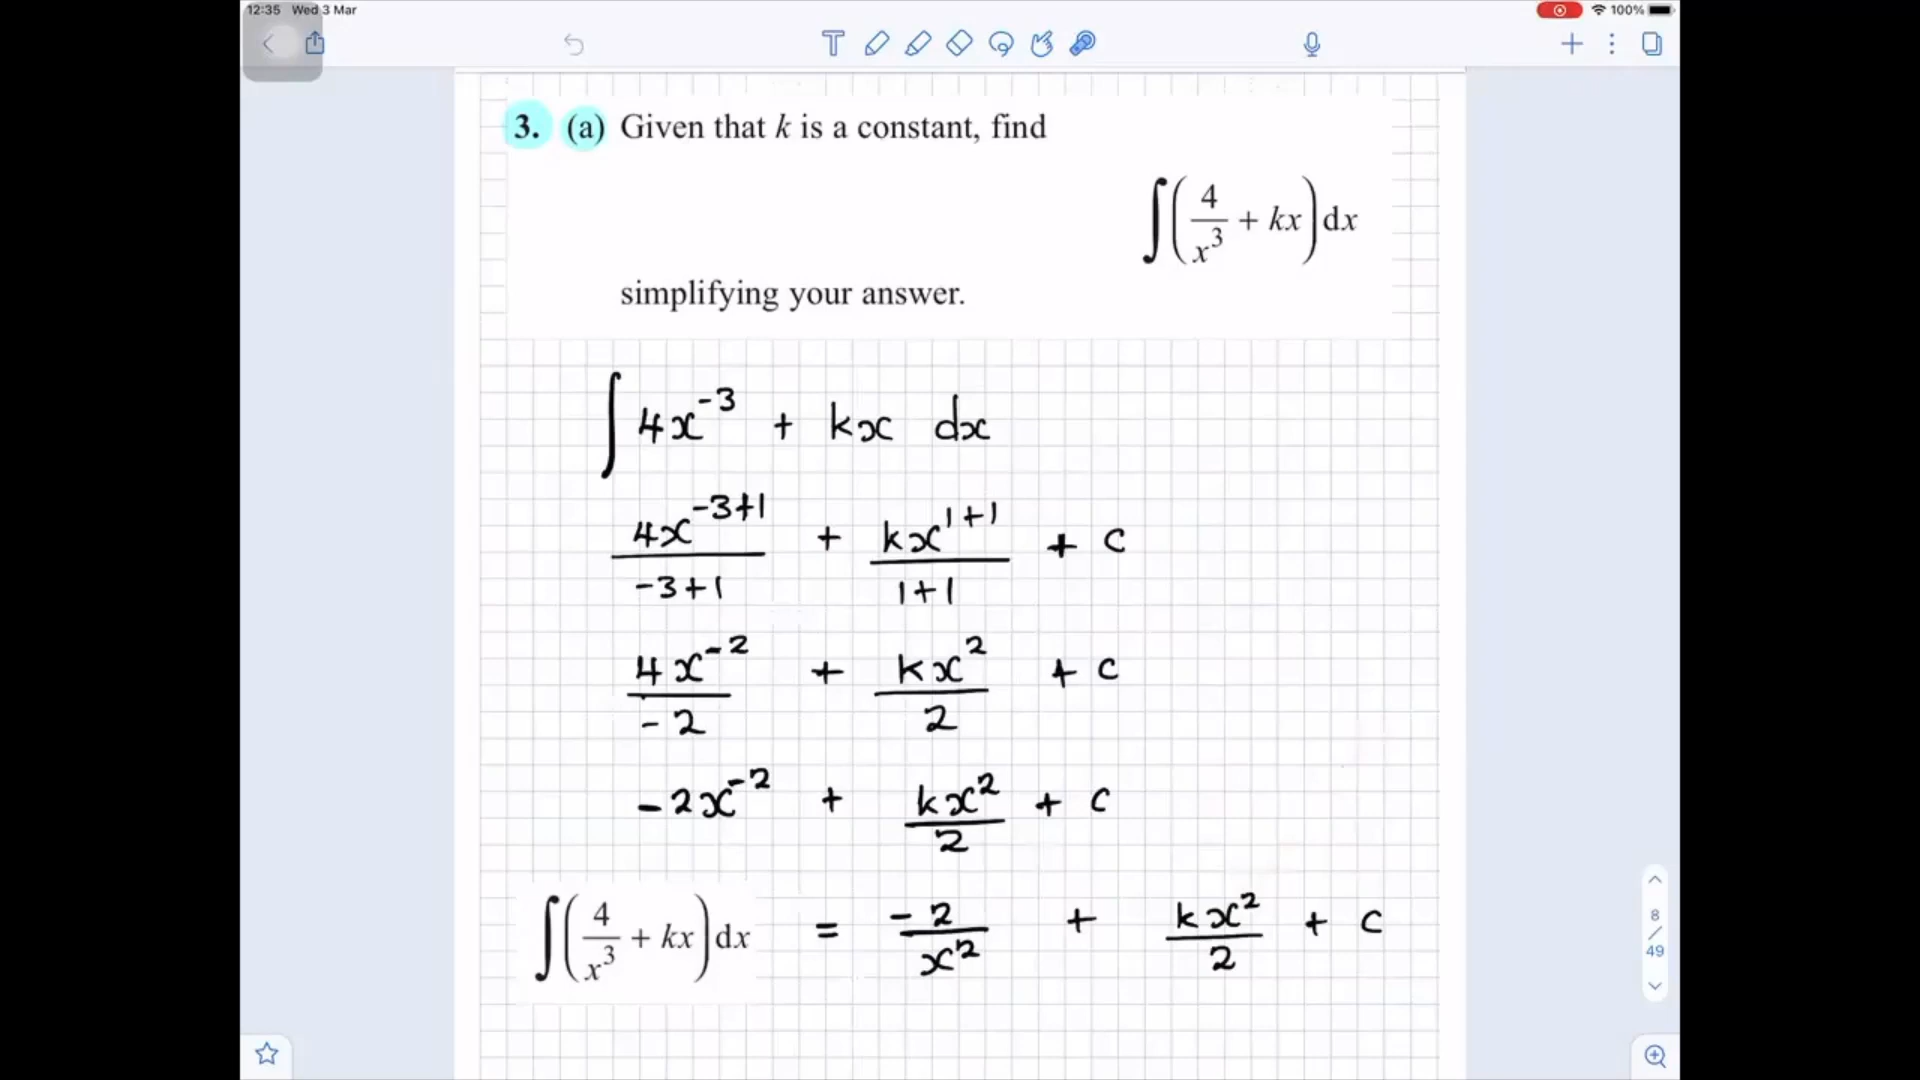 12:35 Wed 3 Mar
100%
3. (a) Given that k is a constant, find
∫(4/x³ + kx)dx
simplifying your answer.
∫ 4x⁻³ + kx dx
4x⁻³⁺¹/-3+1 + kx¹⁺¹/1+1 + c
4x⁻²/-2 + kx²/2 + c
-2x⁻² + kx²/2 + c
∫(4/x³ + kx)dx = -2/x² + kx²/2 + c
8
/
49